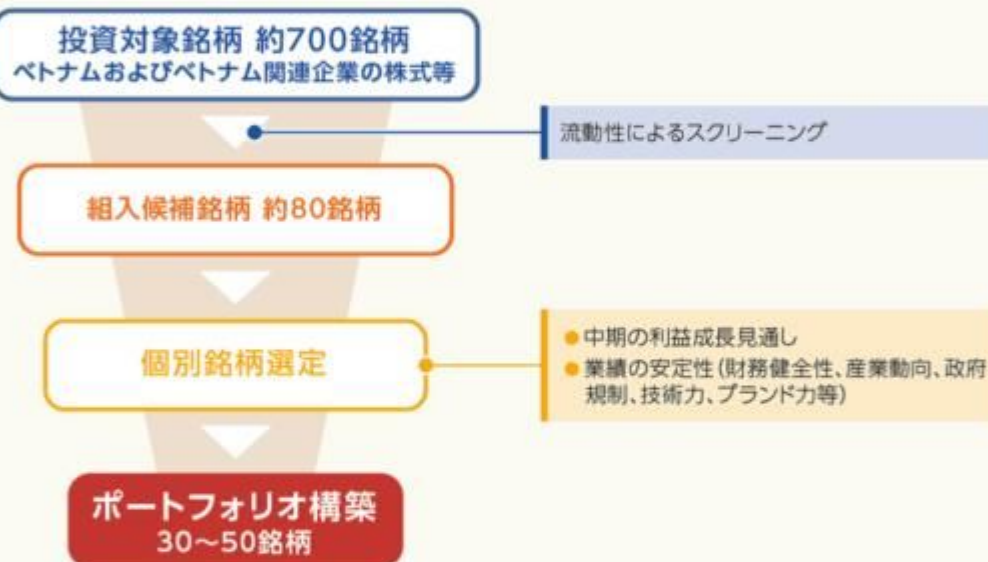 投資対象銘柄 約700銘柄
ベトナムおよびベトナム関連企業の株式等
流動性によるスクリーニング
組入候補銘柄 約80銘柄
個別銘柄選定
●中期の利益成長見通し
●業績の安定性(財務健全性、産業動向、政府
規制、技術力、ブランド力等)
ポートフォリオ構築
30～50銘柄